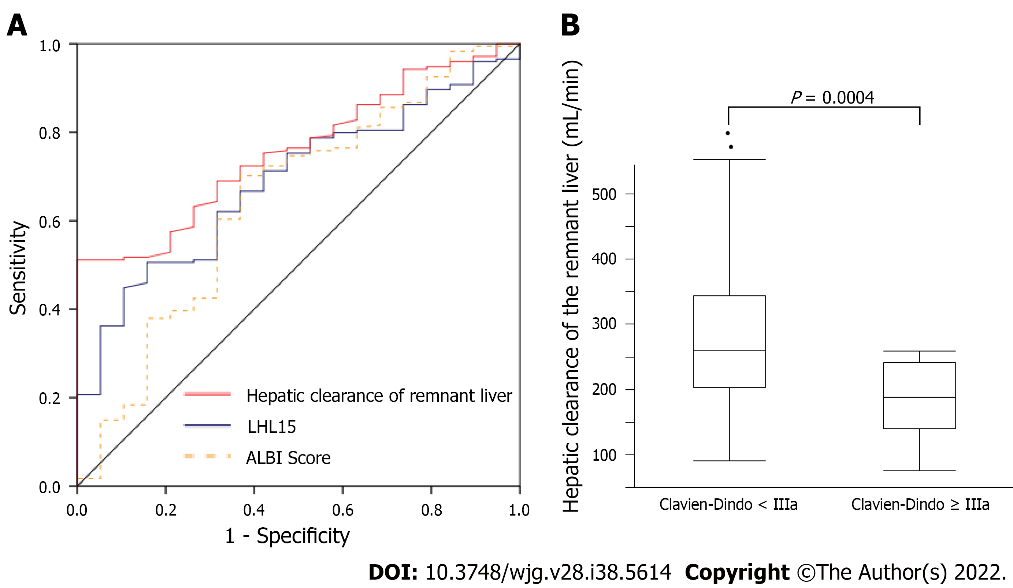 A
1.0
0.8
0.6
0.4
0.2
0.0
Sensitivity
Hepatic clearance of remnant liver
LHL15
ALBI Score
0.0 0.2 0.4 0.6 0.8 1.0
1 - Specificity
B
Hepatic clearance of the remnant liver (mL/min)
P = 0.0004
500
400
300
200
100
Clavien-Dindo < IIIa Clavien-Dindo ≥ IIIa
DOI: 10.3748/wjg.v28.i38.5614 Copyright ©The Author(s) 2022.